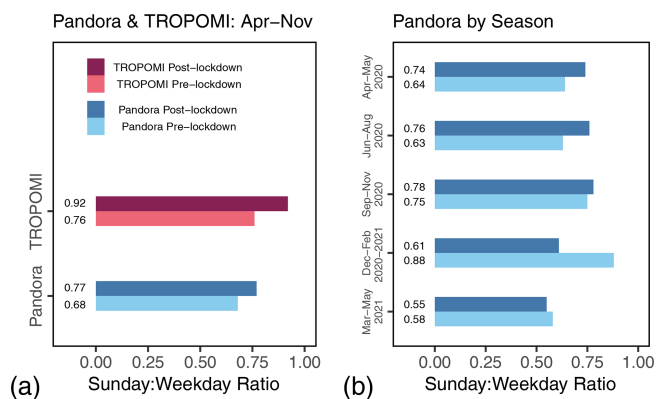 Pandora & TROPOMI: Apr−Nov
TROPOMI Post−lockdown
TROPOMI Pre−lockdown
Pandora Post−lockdown
Pandora Pre−lockdown
TROPOMI
0.92
0.76
Pandora
0.77
0.68
0.00 0.25 0.50 0.75 1.00
(a) Sunday:Weekday Ratio
Pandora by Season
Apr−May
2020
0.74
0.64
Jun−Aug
2020
0.76
0.63
Sep−Nov
2020
0.78
0.75
Dec−Feb
2020−2021
0.61
0.88
Mar−May
2021
0.55
0.58
0.00 0.25 0.50 0.75 1.00
(b) Sunday:Weekday Ratio